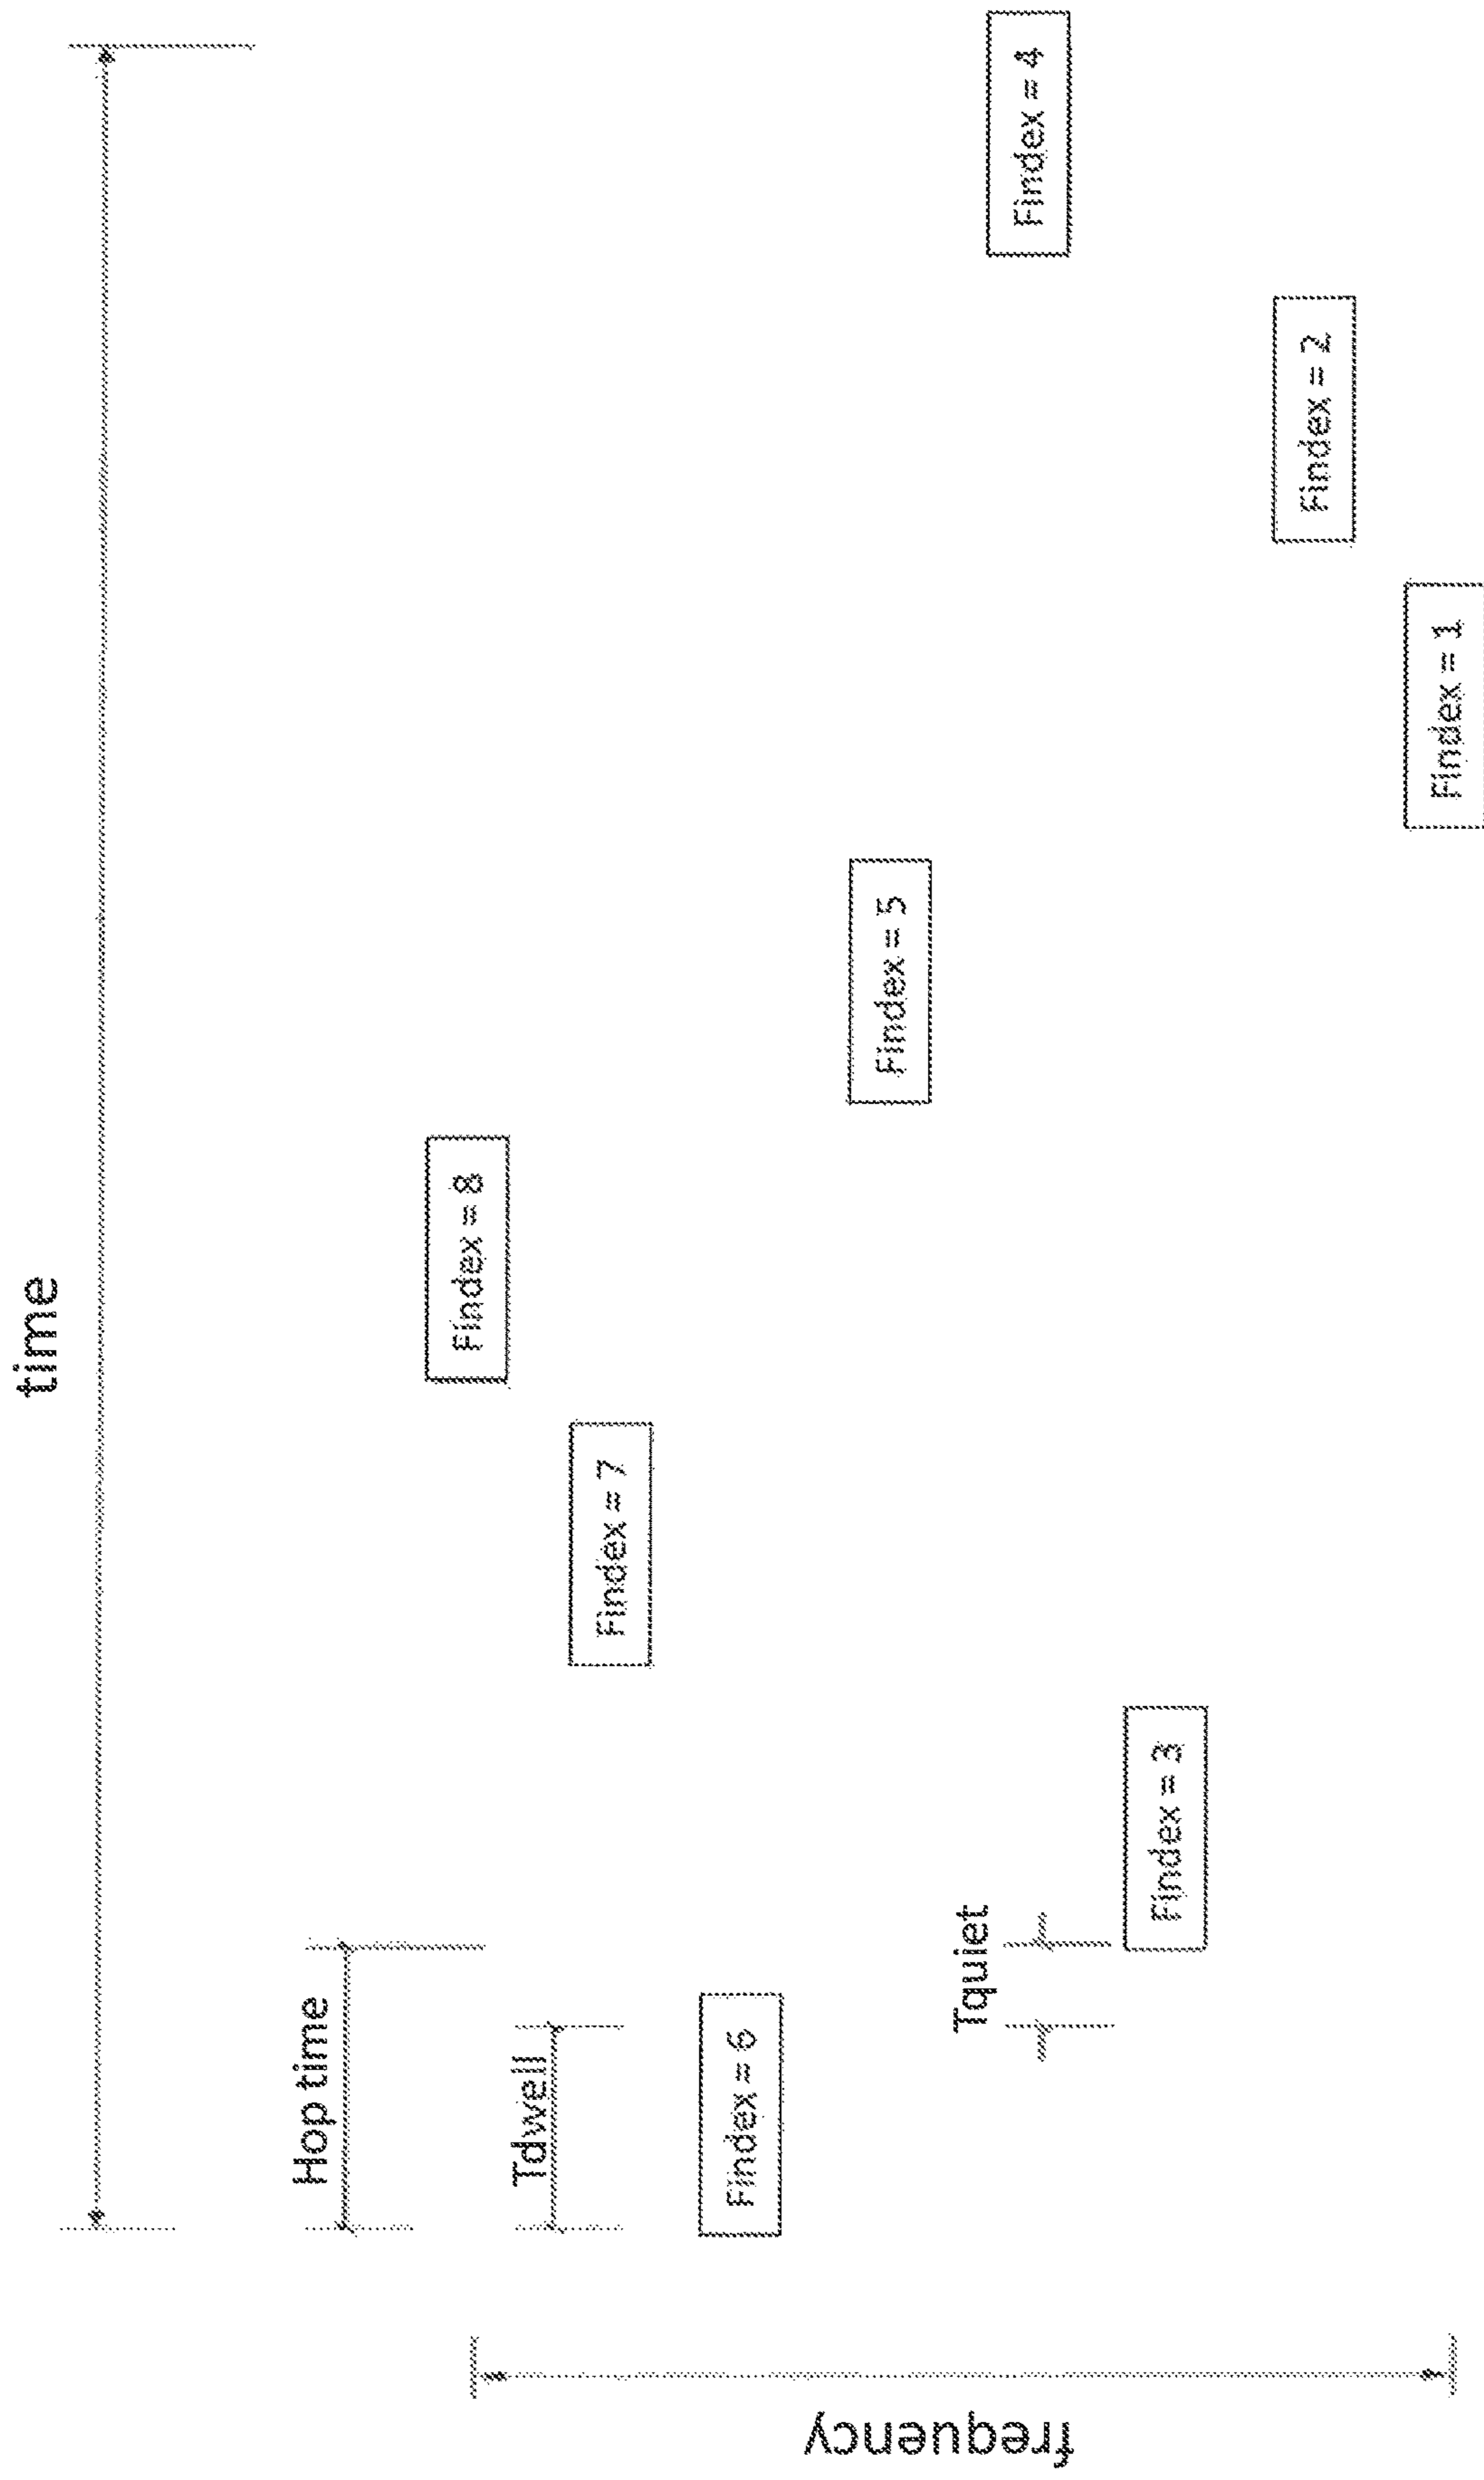 time
Hop time
Tdwell
Tquiet
frequency
Findex = 6
Findex = 3
Findex = 7
Findex = 8
Findex = 5
Findex = 1
Findex = 2
Findex = 4